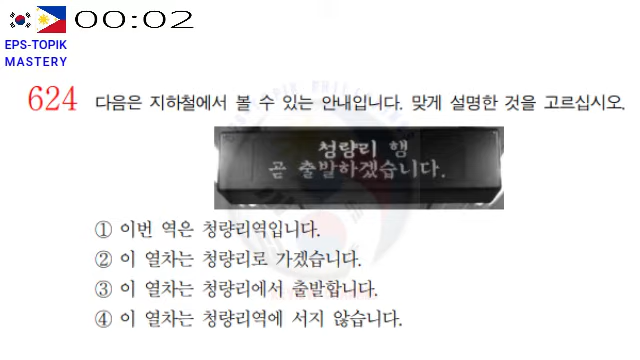 00:02
EPS-TOPIK
MASTERY
624 다음은 지하철에서 볼 수 있는 안내입니다. 맞게 설명한 것을 고르십시오.
청량리 행
곧 출발하겠습니다.
① 이번 역은 청량리역입니다.
② 이 열차는 청량리로 가겠습니다.
③ 이 열차는 청량리에서 출발합니다.
④ 이 열차는 청량리역에 서지 않습니다.